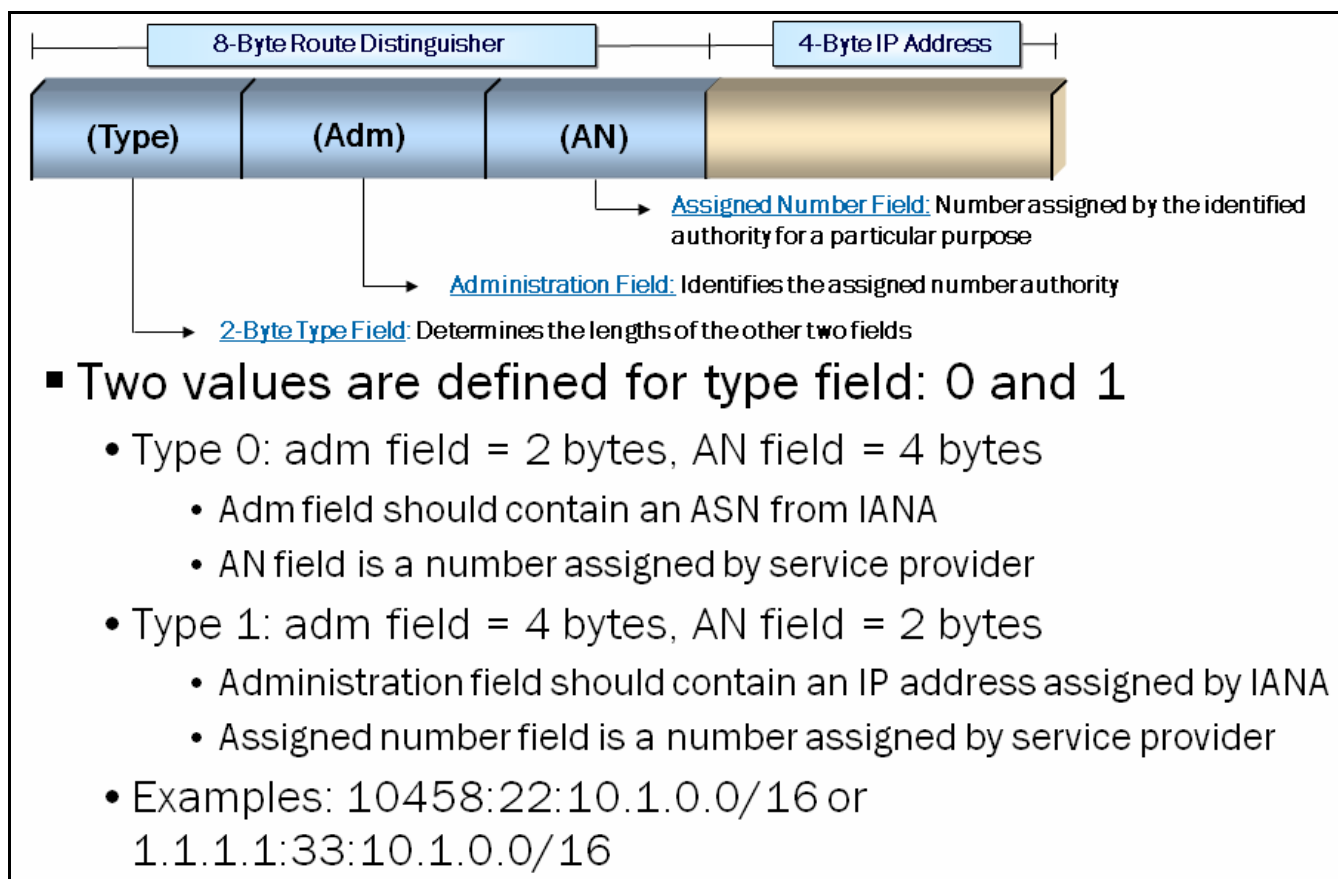 8-Byte Route Distinguisher
4-Byte IP Address
(Type)
(Adm)
(AN)
Assigned Number Field: Number assigned by the identified
authority for a particular purpose
Administration Field: Identifies the assigned number authority
2-Byte Type Field: Determines the lengths of the other two fields
▪ Two values are defined for type field: 0 and 1
• Type 0: adm field = 2 bytes, AN field = 4 bytes
• Adm field should contain an ASN from IANA
• AN field is a number assigned by service provider
• Type 1: adm field = 4 bytes, AN field = 2 bytes
• Administration field should contain an IP address assigned by IANA
• Assigned number field is a number assigned by service provider
• Examples: 10458:22:10.1.0.0/16 or
1.1.1.1:33:10.1.0.0/16